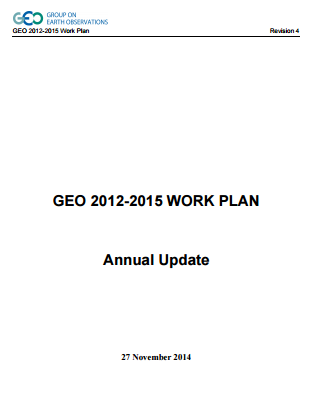 GEO GROUP ON
EARTH OBSERVATIONS
GEO 2012-2015 Work Plan Revision 4
GEO 2012-2015 WORK PLAN
Annual Update
27 November 2014